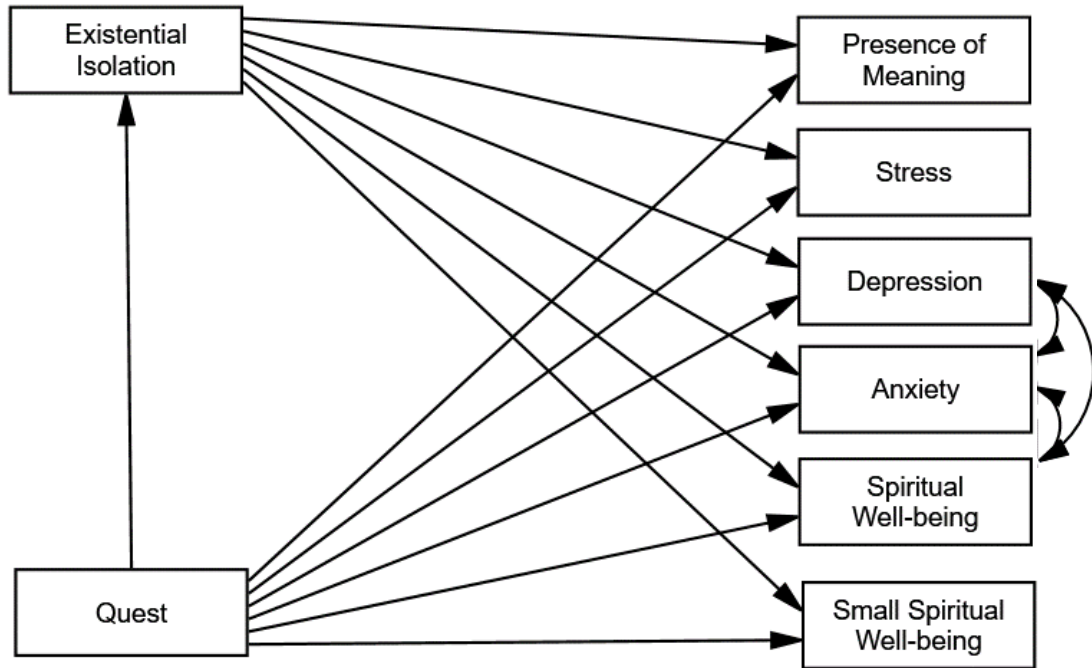 Existential
Isolation
Presence of
Meaning
Stress
Depression
Anxiety
Spiritual
Well-being
Quest
Small Spiritual
Well-being